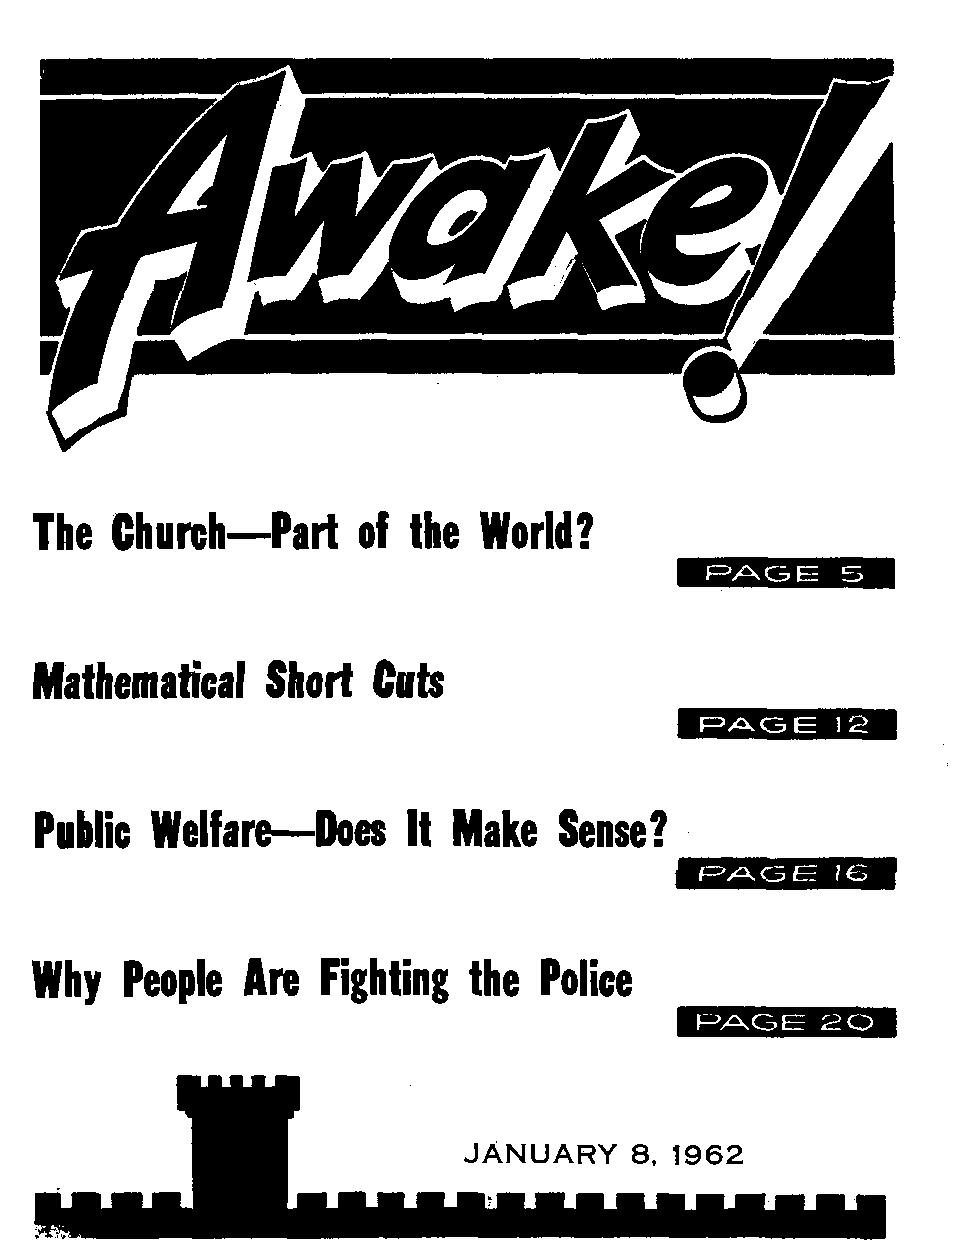 Awake!
The Church—Part of the World?
PAGE 5
Mathematical Short Cuts
PAGE 12
Public Welfare—Does It Make Sense?
PAGE 16
Why People Are Fighting the Police
PAGE 20
JANUARY 8, 1962